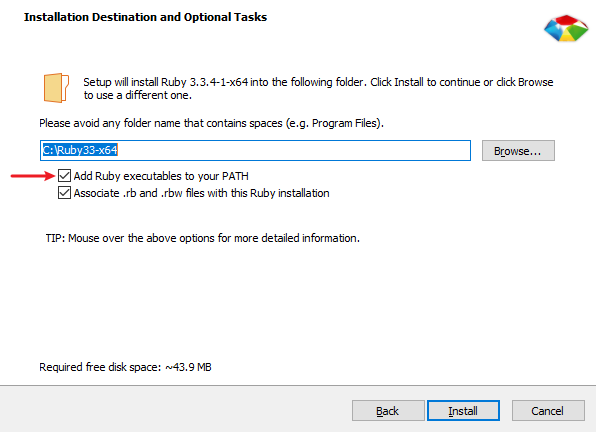 Installation Destination and Optional Tasks
Setup will install Ruby 3.3.4-1-x64 into the following folder. Click Install to continue or click Browse
to use a different one.
Please avoid any folder name that contains spaces (e.g. Program Files).
C:\Ruby33-x64
Browse...
Add Ruby executables to your PATH
Associate .rb and .rbw files with this Ruby installation
TIP: Mouse over the above options for more detailed information.
Required free disk space: ~43.9 MB
Back
Install
Cancel